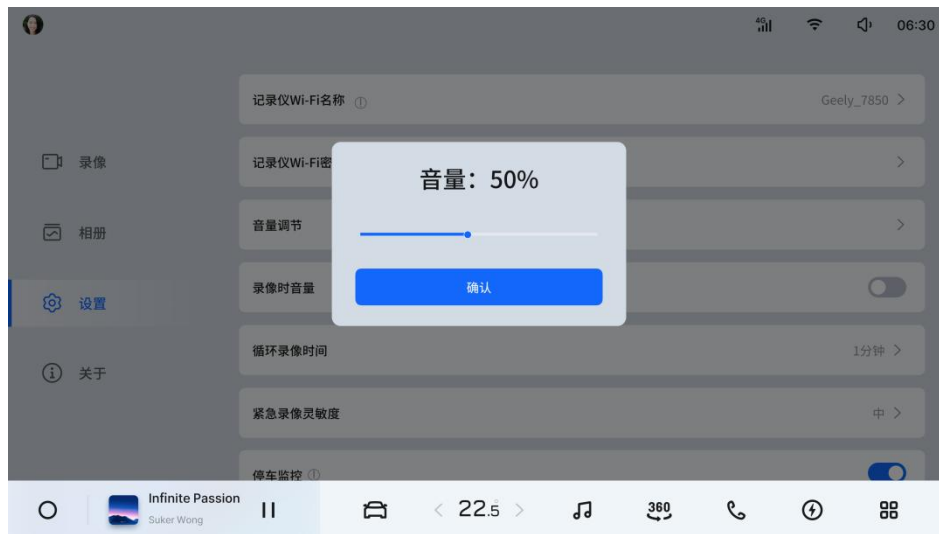 4G
06:30
记录仪Wi-Fi名称
Geely_7850
录像
记录仪Wi-Fi密
音量：50%
相册
音量调节
设置
录像时音量
确认
循环录像时间
1分钟
关于
紧急录像灵敏度
中
停车监控
Infinite Passion
Suker Wong
22.5
360